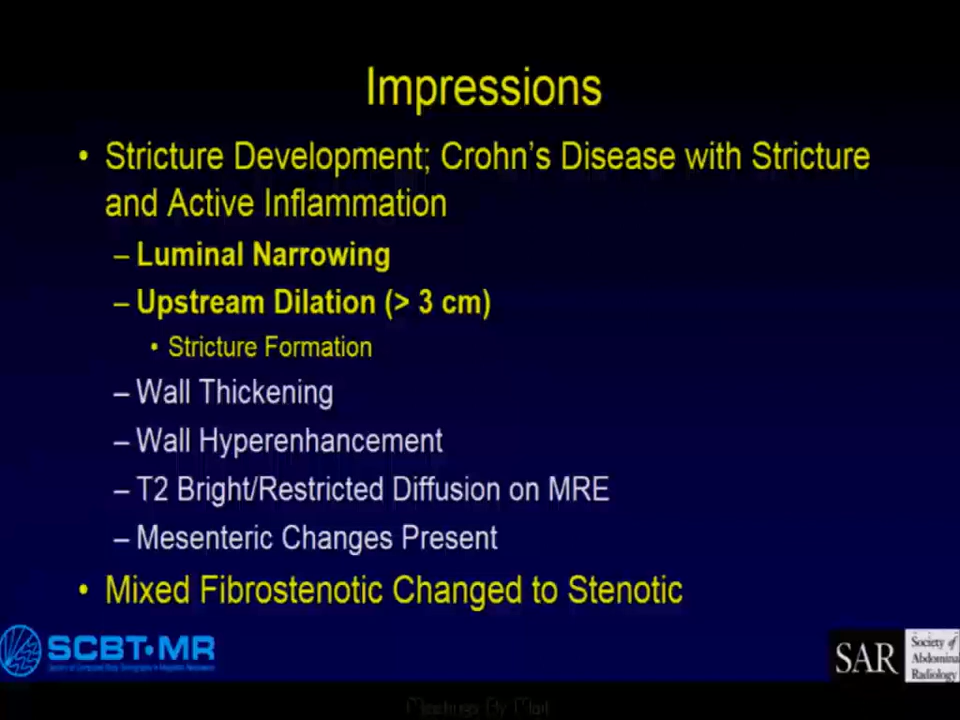 Impressions
• Stricture Development; Crohn's Disease with Stricture
and Active Inflammation
– Luminal Narrowing
– Upstream Dilation (> 3 cm)
• Stricture Formation
– Wall Thickening
– Wall Hyperenhancement
– T2 Bright/Restricted Diffusion on MRE
– Mesenteric Changes Present
• Mixed Fibrostenotic Changed to Stenotic
SCBT•MR
SAR
Society of
Abdominal
Radiology